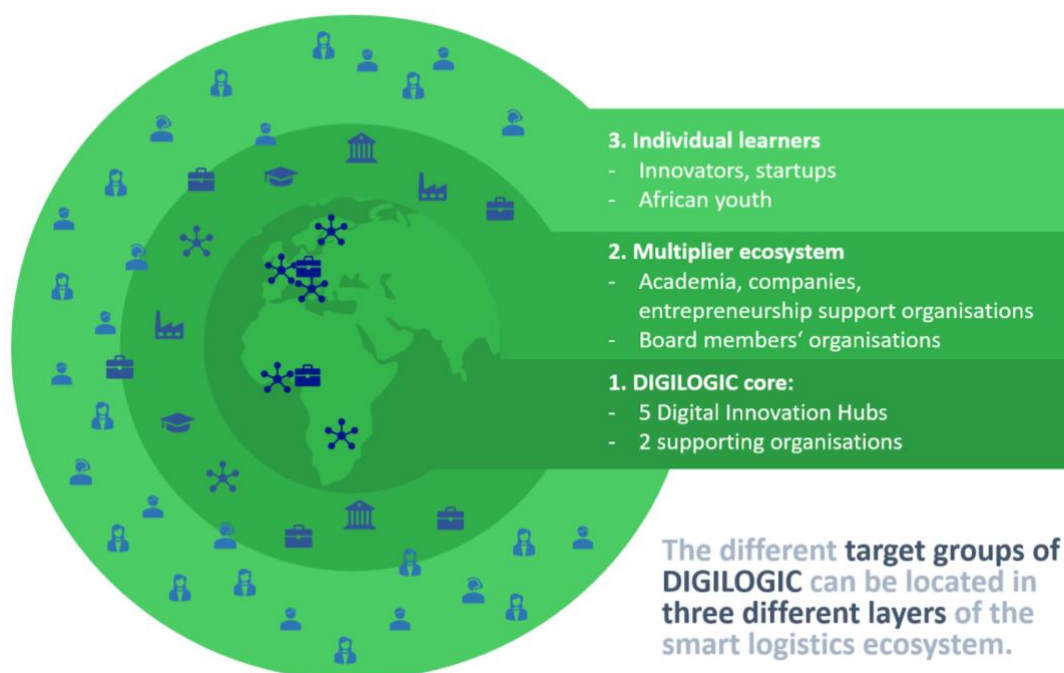 3. Individual learners
- Innovators, startups
- African youth
2. Multiplier ecosystem
- Academia, companies,
entrepreneurship support organisations
- Board members‘ organisations
1. DIGILOGIC core:
- 5 Digital Innovation Hubs
- 2 supporting organisations
The different target groups of
DIGILOGIC can be located in
three different layers of the
smart logistics ecosystem.